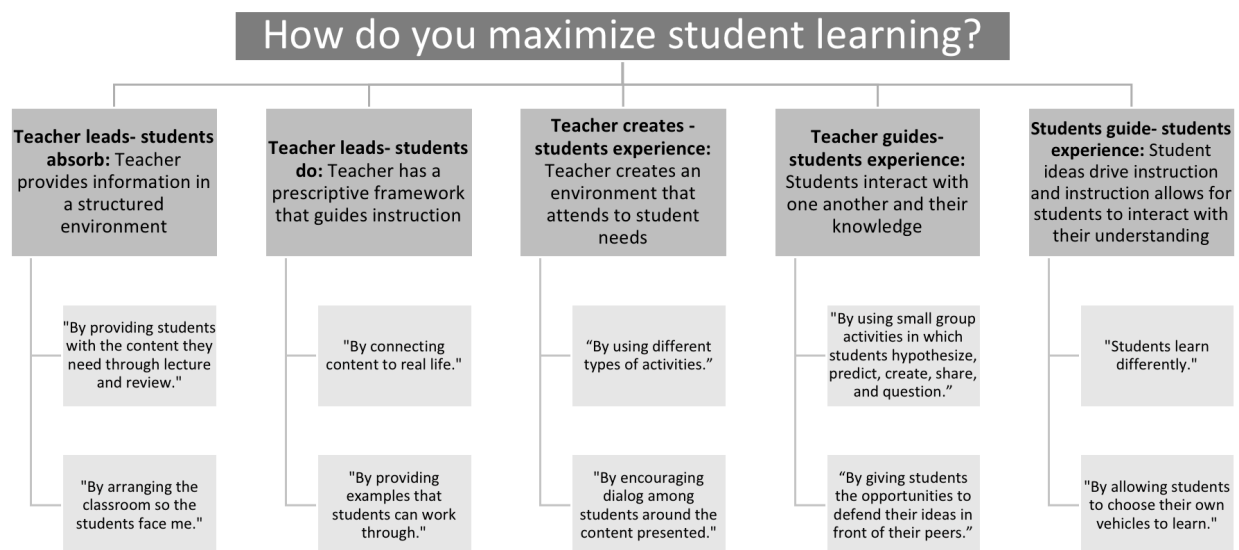 How do you maximize student learning?
Teacher leads- students
absorb: Teacher
provides information in
a structured
environment
"By providing students
with the content they
need through lecture
and review."
"By arranging the
classroom so the
students face me."
Teacher leads- students
do: Teacher has a
prescriptive framework
that guides instruction
"By connecting
content to real life."
"By providing
examples that
students can work
through."
Teacher creates -
students experience:
Teacher creates an
environment that
attends to student
needs
“By using different
types of activities.”
"By encouraging
dialog among
students around the
content presented."
Teacher guides-
students experience:
Students interact with
one another and their
knowledge
"By using small group
activities in which
students hypothesize,
predict, create, share,
and question.”
“By giving students
the opportunities to
defend their ideas in
front of their peers.”
Students guide- students
experience: Student
ideas drive instruction
and instruction allows for
students to interact with
their understanding
"Students learn
differently."
"By allowing students
to choose their own
vehicles to learn."